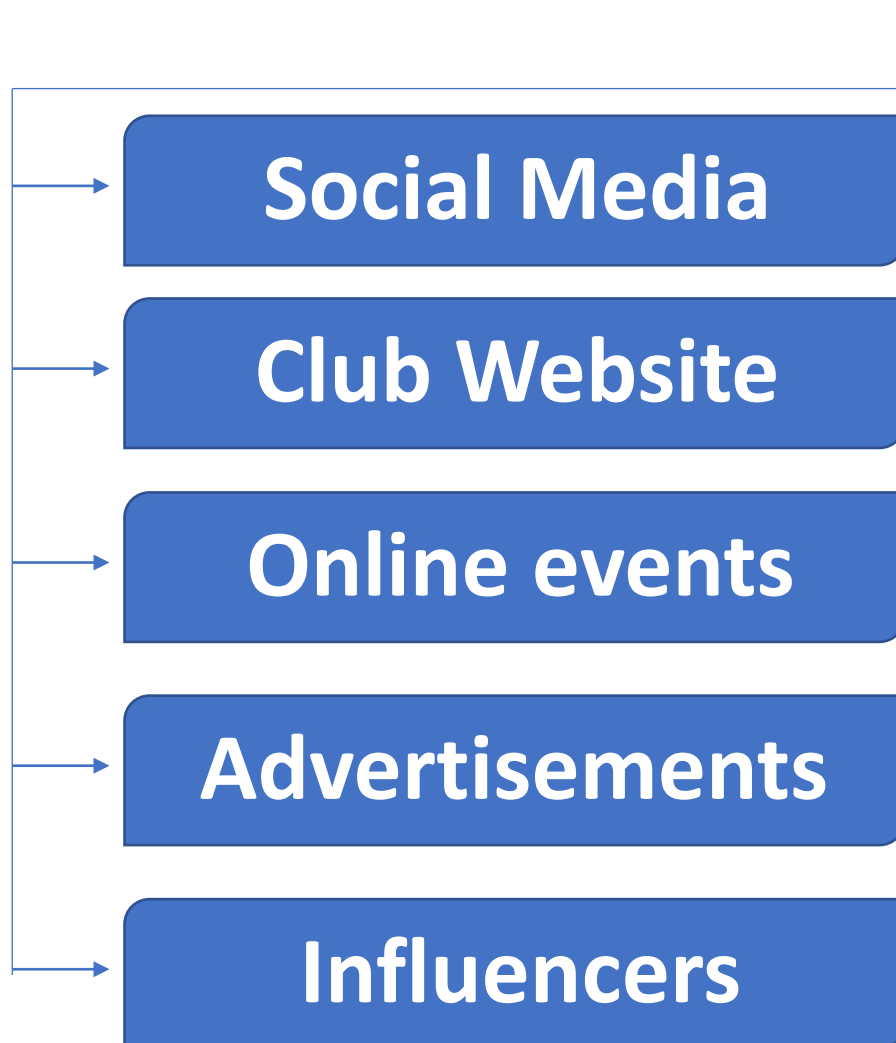 Social Media
Club Website
Online events
Advertisements
Influencers